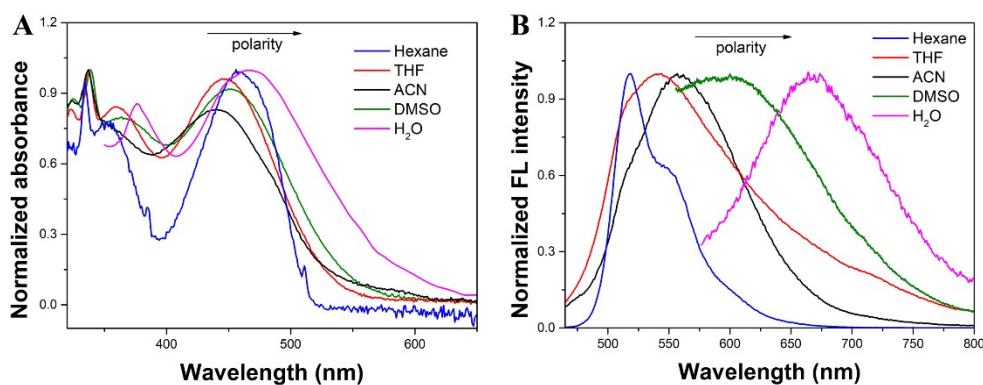 A
polarity
Hexane
THF
ACN
DMSO
H₂O
Normalized absorbance
1.2
0.9
0.6
0.3
0.0
400
500
600
Wavelength (nm)
B
polarity
Hexane
THF
ACN
DMSO
H₂O
Normalized FL intensity
1.2
0.9
0.6
0.3
0.0
500
550
600
650
700
750
800
Wavelength (nm)